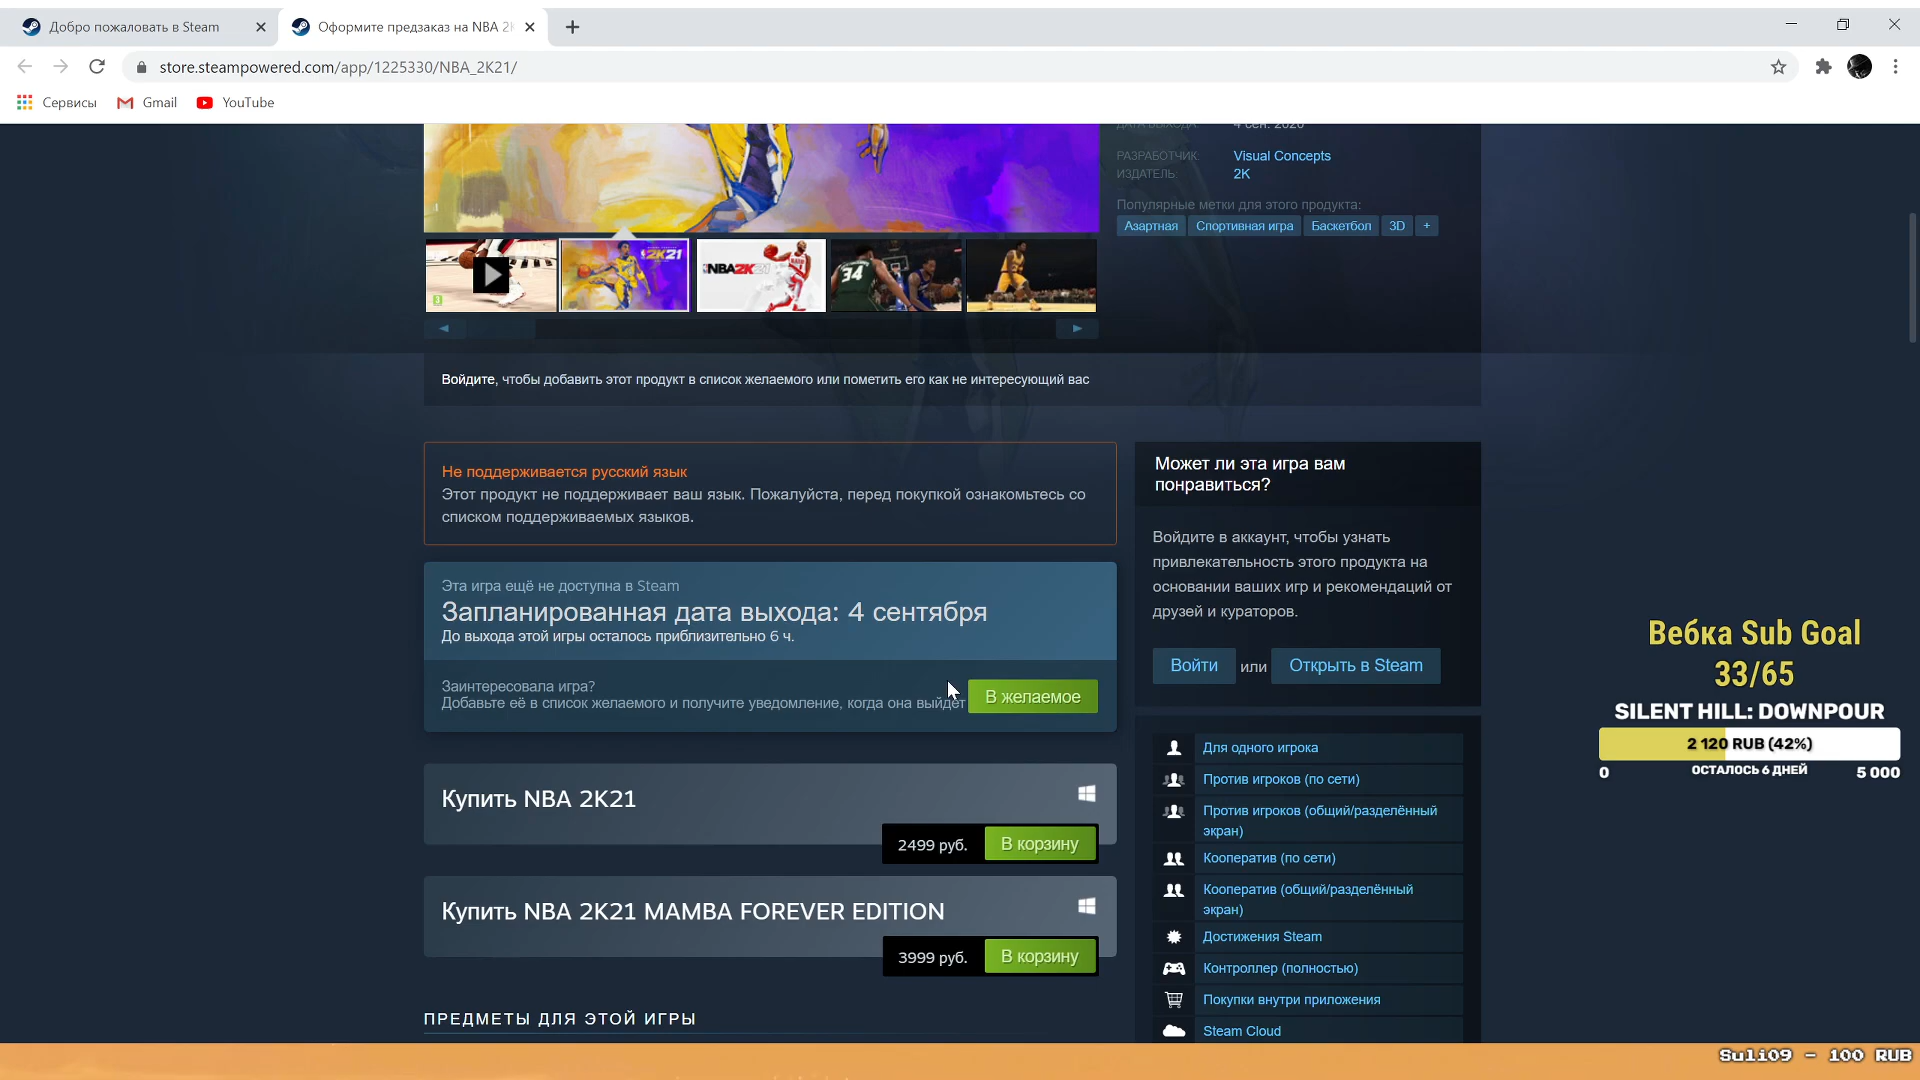 Добро пожаловать в Steam
Оформите предзаказ на NBA 2K
store.steampowered.com/app/1225330/NBA_2K21/
Сервисы
Gmail
YouTube
ДАТА ВЫХОДА: 4 сен. 2020
РАЗРАБОТЧИК: Visual Concepts
ИЗДАТЕЛЬ: 2K
Популярные метки для этого продукта:
Азартная
Спортивная игра
Баскетбол
3D
+
3
2K21
NBA2K21
34
Войдите, чтобы добавить этот продукт в список желаемого или пометить его как не интересующий вас
Не поддерживается русский язык
Этот продукт не поддерживает ваш язык. Пожалуйста, перед покупкой ознакомьтесь со
списком поддерживаемых языков.
Эта игра ещё не доступна в Steam
Запланированная дата выхода: 4 сентября
До выхода этой игры осталось приблизительно 6 ч.
Заинтересовала игра?
Добавьте её в список желаемого и получите уведомление, когда она выйдет
В желаемое
Купить NBA 2K21
2499 руб.
В корзину
Купить NBA 2K21 MAMBA FOREVER EDITION
3999 руб.
В корзину
ПРЕДМЕТЫ ДЛЯ ЭТОЙ ИГРЫ
Может ли эта игра вам
понравиться?
Войдите в аккаунт, чтобы узнать
привлекательность этого продукта на
основании ваших игр и рекомендаций от
друзей и кураторов.
Войти
или
Открыть в Steam
Для одного игрока
Против игроков (по сети)
Против игроков (общий/разделённый
экран)
Кооператив (по сети)
Кооператив (общий/разделённый
экран)
Достижения Steam
Контроллер (полностью)
Покупки внутри приложения
Steam Cloud
Вебка Sub Goal
33/65
SILENT HILL: DOWNPOUR
2 120 RUB (42%)
0
ОСТАЛОСЬ 6 ДНЕЙ
5 000
Suli09 - 100 RUB